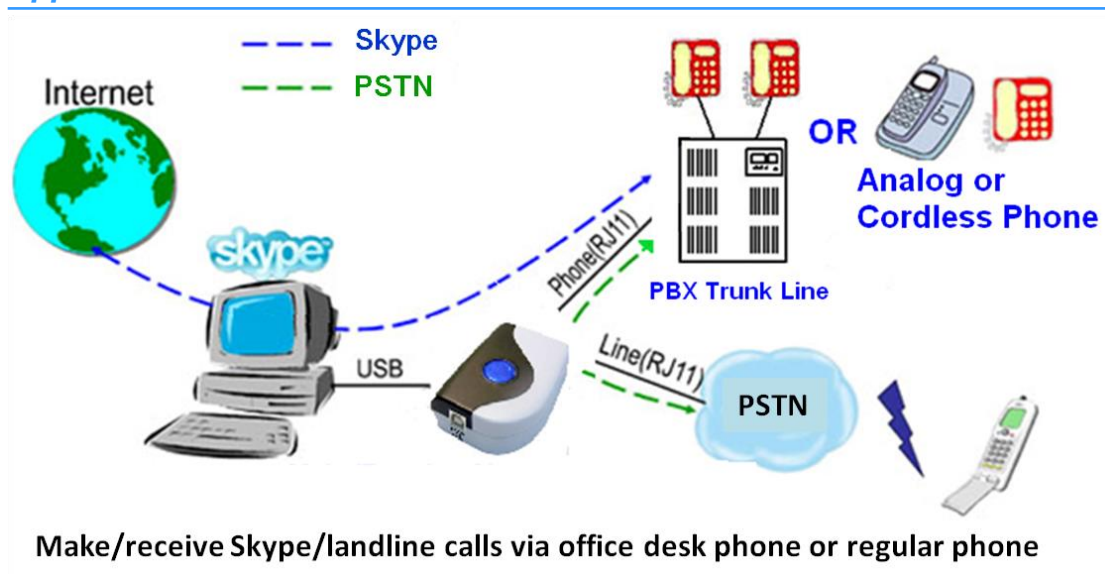 Skype
PSTN
Internet
OR
Analog or
Cordless Phone
skype
Phone(RJ11)
PBX Trunk Line
USB
Line(RJ11)
PSTN
Make/receive Skype/landline calls via office desk phone or regular phone